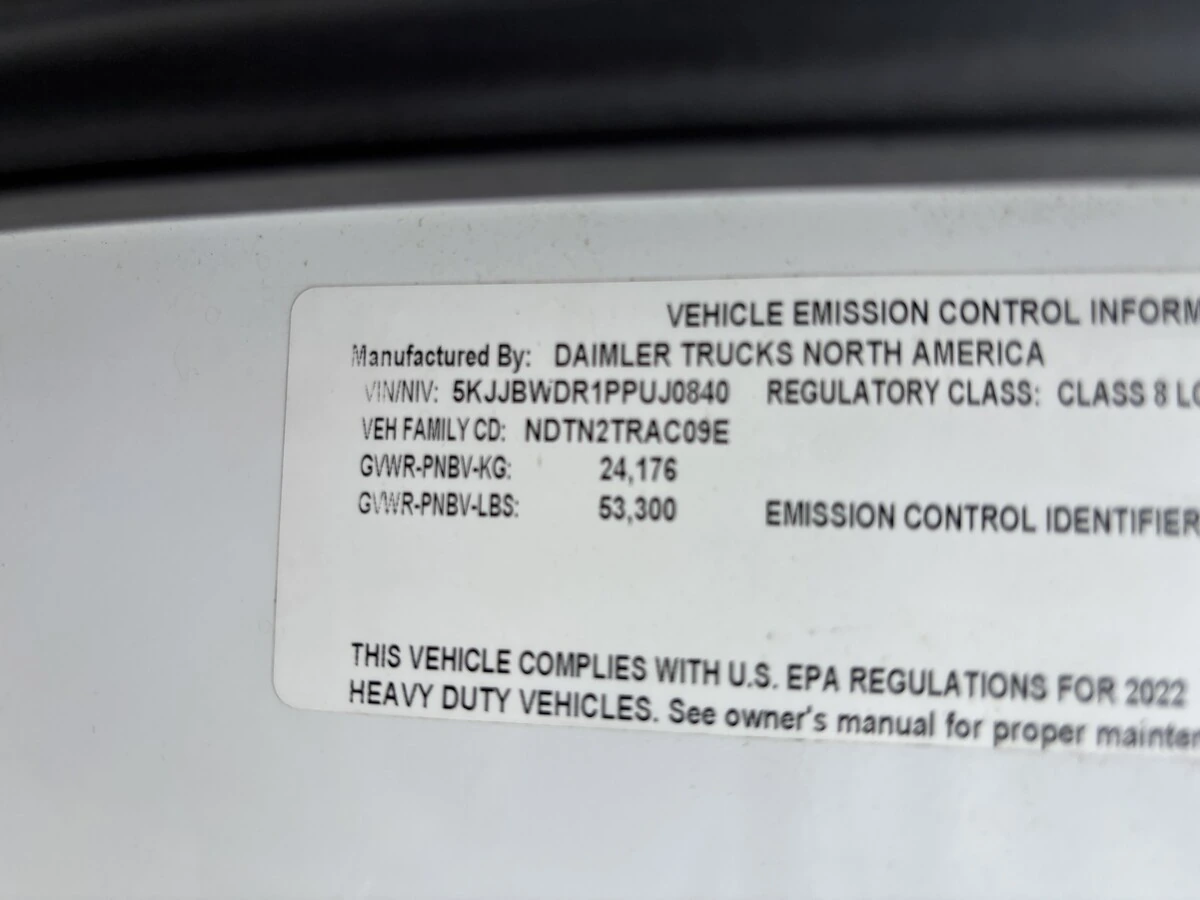 VEHICLE EMISSION CONTROL INFORM
Manufactured By: DAIMLER TRUCKS NORTH AMERICA
VIN/NIV: 5KJJBWDR1PPUJ0840 REGULATORY CLASS: CLASS 8 LO
VEH FAMILY CD: NDTN2TRAC09E
GVWR-PNBV-KG: 24,176
GVWR-PNBV-LBS: 53,300 EMISSION CONTROL IDENTIFIER
THIS VEHICLE COMPLIES WITH U.S. EPA REGULATIONS FOR 2022
HEAVY DUTY VEHICLES. See owner's manual for proper mainten